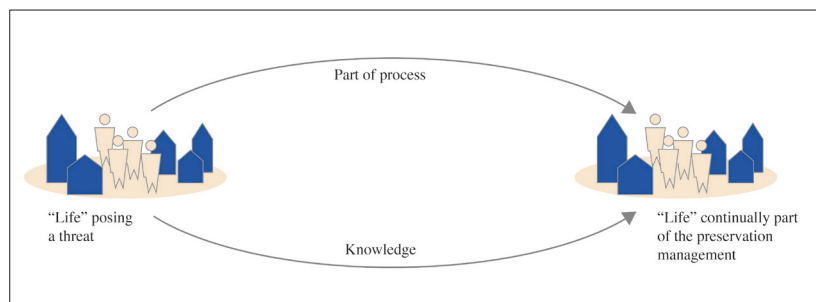 Part of process
“Life” posing
a threat
“Life” continually part
of the preservation
management
Knowledge